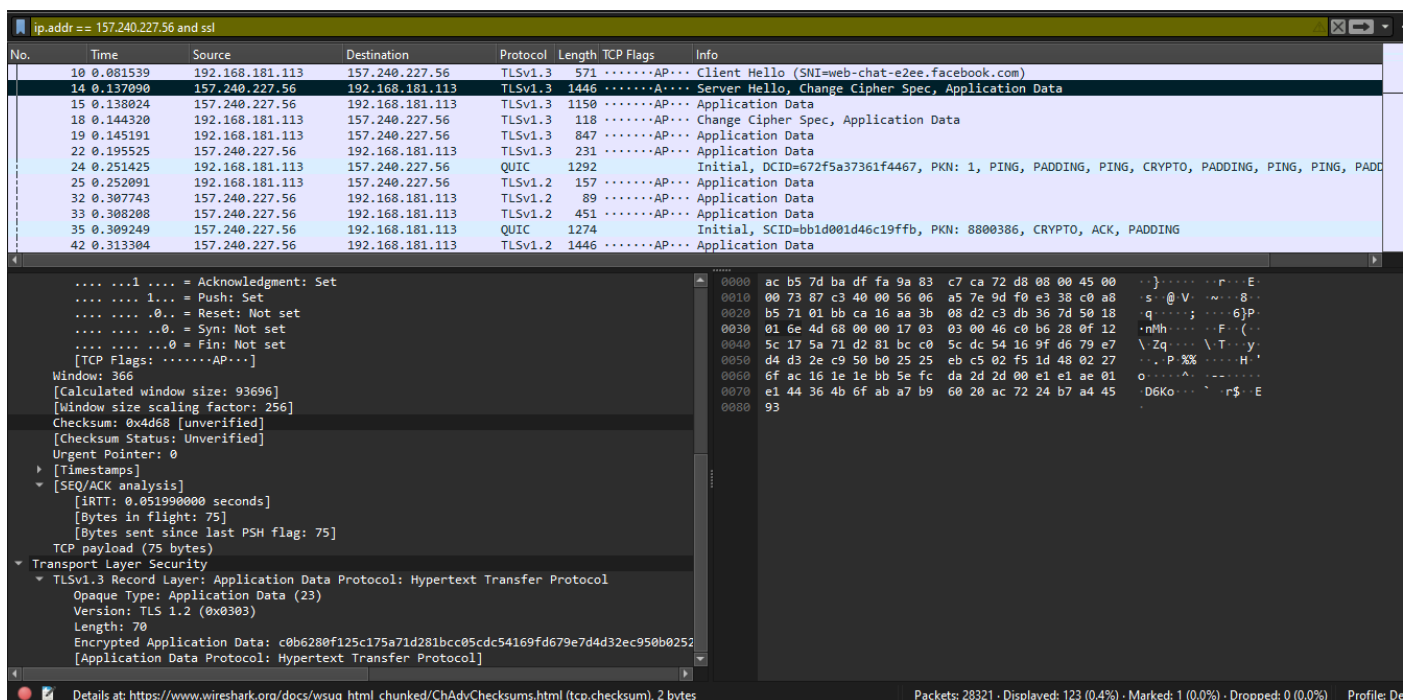 ip.addr == 157.240.227.56 and ssl
No. Time Source Destination Protocol Length TCP Flags Info
10 0.081539 192.168.181.113 157.240.227.56 TLSv1.3 571 ·······AP··· Client Hello (SNI=web-chat-e2ee.facebook.com)
14 0.137090 157.240.227.56 192.168.181.113 TLSv1.3 1446 ·······A···· Server Hello, Change Cipher Spec, Application Data
15 0.138024 157.240.227.56 192.168.181.113 TLSv1.3 1150 ·······AP··· Application Data
18 0.144320 192.168.181.113 157.240.227.56 TLSv1.3 118 ·······AP··· Change Cipher Spec, Application Data
19 0.145191 192.168.181.113 157.240.227.56 TLSv1.3 847 ·······AP··· Application Data
22 0.195525 157.240.227.56 192.168.181.113 TLSv1.3 231 ·······AP··· Application Data
24 0.251425 192.168.181.113 157.240.227.56 QUIC 1292 Initial, DCID=672f5a37361f4467, PKN: 1, PING, PADDING, PING, CRYPTO, PADDING, PING, PING, PADD
25 0.252091 192.168.181.113 157.240.227.56 TLSv1.2 157 ·······AP··· Application Data
32 0.307743 157.240.227.56 192.168.181.113 TLSv1.2 89 ·······AP··· Application Data
33 0.308208 157.240.227.56 192.168.181.113 TLSv1.2 451 ·······AP··· Application Data
35 0.309249 157.240.227.56 192.168.181.113 QUIC 1274 Initial, SCID=bb1d001d46c19ffb, PKN: 8800386, CRYPTO, ACK, PADDING
42 0.313304 157.240.227.56 192.168.181.113 TLSv1.2 1446 ·······AP··· Application Data
.... ...1 .... = Acknowledgment: Set
.... .... 1... = Push: Set
.... .... .0.. = Reset: Not set
.... .... ..0. = Syn: Not set
.... .... ...0 = Fin: Not set
[TCP Flags: ·······AP···]
Window: 366
[Calculated window size: 93696]
[Window size scaling factor: 256]
Checksum: 0x4d68 [unverified]
[Checksum Status: Unverified]
Urgent Pointer: 0
[Timestamps]
[SEQ/ACK analysis]
[iRTT: 0.051990000 seconds]
[Bytes in flight: 75]
[Bytes sent since last PSH flag: 75]
TCP payload (75 bytes)
Transport Layer Security
TLSv1.3 Record Layer: Application Data Protocol: Hypertext Transfer Protocol
Opaque Type: Application Data (23)
Version: TLS 1.2 (0x0303)
Length: 70
Encrypted Application Data: c0b6280f125c175a71d281bcc05cdc54169fd679e7d4d32ec950b0252
[Application Data Protocol: Hypertext Transfer Protocol]
0000 ac b5 7d ba df fa 9a 83 c7 ca 72 d8 08 00 45 00 ··}·······r···E·
0010 00 73 87 c3 40 00 56 06 a5 7e 9d f0 e3 38 c0 a8 ·s··@·V··~···8··
0020 b5 71 01 bb ca 16 aa 3b 08 d2 c3 db 36 7d 50 18 ·q·····;····6}P·
0030 01 6e 4d 68 00 00 17 03 03 00 46 c0 b6 28 0f 12 ·nMh······F··(··
0040 5c 17 5a 71 d2 81 bc c0 5c dc 54 16 9f d6 79 e7 \·Zq····\·T···y·
0050 d4 d3 2e c9 50 b0 25 25 eb c5 02 f5 1d 48 02 27 ··.·P·%%·····H·'
0060 6f ac 16 1e 1e bb 5e fc da 2d 2d 00 e1 e1 ae 01 o·····^··--·····
0070 e1 44 36 4b 6f ab a7 b9 60 20 ac 72 24 b7 a4 45 ·D6Ko···` ·r$··E
0080 93 ·
Details at: https://www.wireshark.org/docs/wsug_html_chunked/ChAdvChecksums.html (tcp.checksum), 2 bytes
Packets: 28321 · Displayed: 123 (0.4%) · Marked: 1 (0.0%) · Dropped: 0 (0.0%)
Profile: De